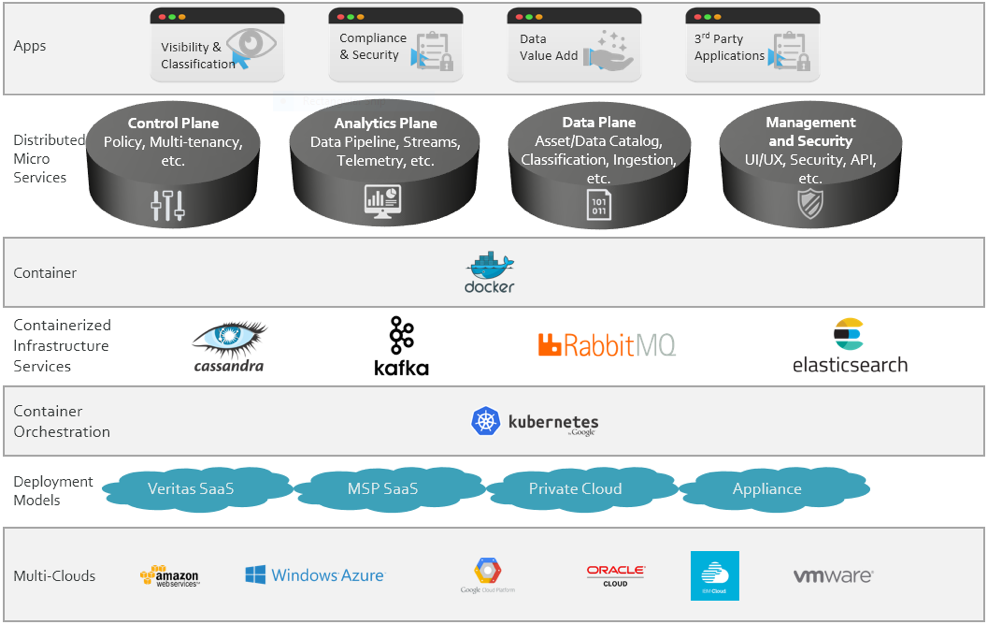 Apps
Visibility &
Classification
Compliance
& Security
Data
Value Add
3rd Party
Applications
Distributed
Micro
Services
Control Plane
Policy, Multi-tenancy,
etc.
Analytics Plane
Data Pipeline, Streams,
Telemetry, etc.
Data Plane
Asset/Data Catalog,
Classification, Ingestion,
etc.
101
011
Management
and Security
UI/UX, Security, API,
etc.
Container
docker
Containerized
Infrastructure
Services
cassandra
kafka
RabbitMQ
elasticsearch
Container
Orchestration
kubernetes
by Google
Deployment
Models
Veritas SaaS
MSP SaaS
Private Cloud
Appliance
Multi-Clouds
amazon
web services™
Windows Azure™
Google Cloud Platform
ORACLE®
CLOUD
IBM Cloud
vmware®